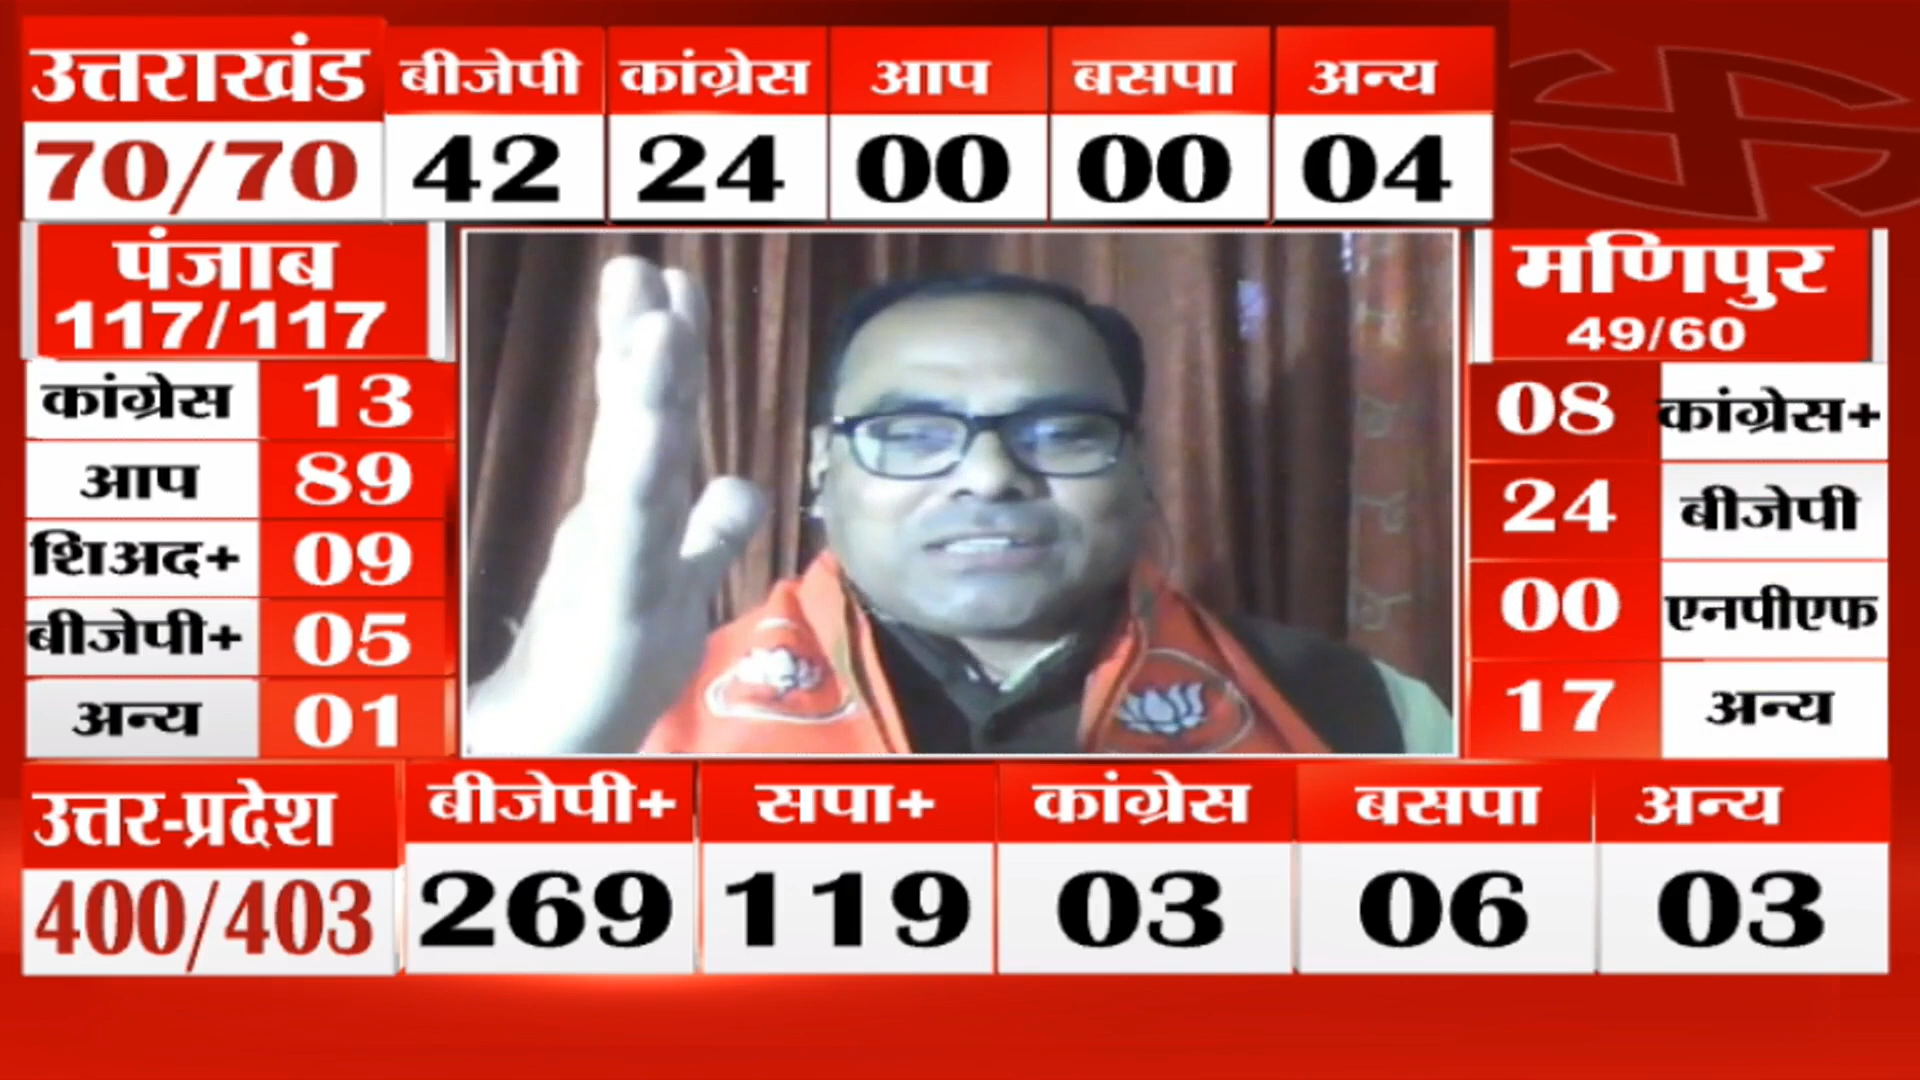 उत्तराखंड बीजेपी कांग्रेस आप बसपा अन्य
70/70 42 24 00 00 04
पंजाब
117/117
कांग्रेस 13
आप 89
शिअद+ 09
बीजेपी+ 05
अन्य 01
मणिपुर
49/60
08 कांग्रेस+
24 बीजेपी
00 एनपीएफ
17 अन्य
उत्तर-प्रदेश बीजेपी+ सपा+ कांग्रेस बसपा अन्य
400/403 269 119 03 06 03